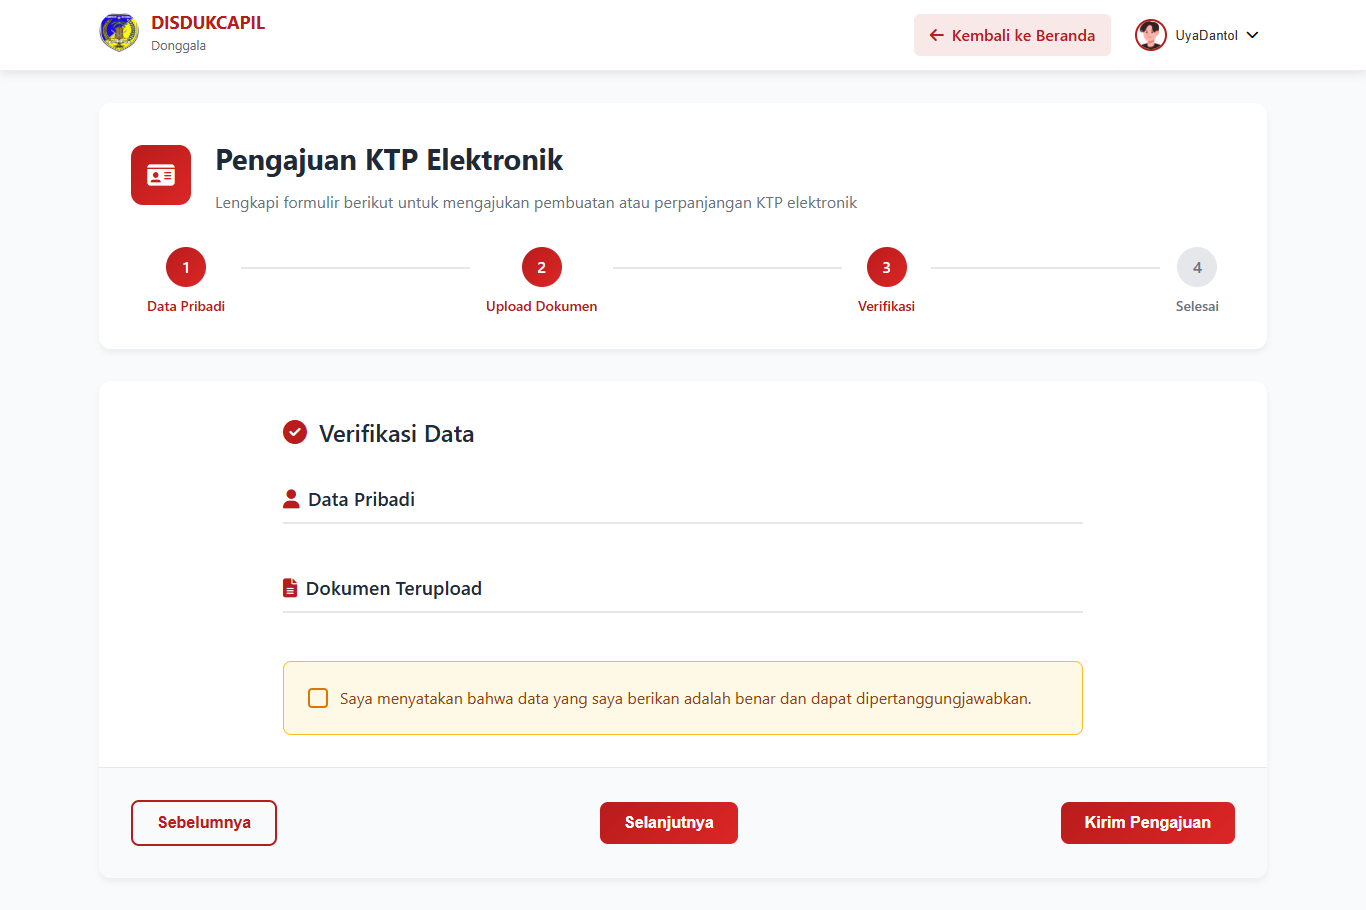 DISDUKCAPIL
Donggala
Kembali ke Beranda
UyaDantol
Pengajuan KTP Elektronik
Lengkapi formulir berikut untuk mengajukan pembuatan atau perpanjangan KTP elektronik
1
2
3
4
Data Pribadi
Upload Dokumen
Verifikasi
Selesai
Verifikasi Data
Data Pribadi
Dokumen Terupload
Saya menyatakan bahwa data yang saya berikan adalah benar dan dapat dipertanggungjawabkan.
Sebelumnya
Selanjutnya
Kirim Pengajuan